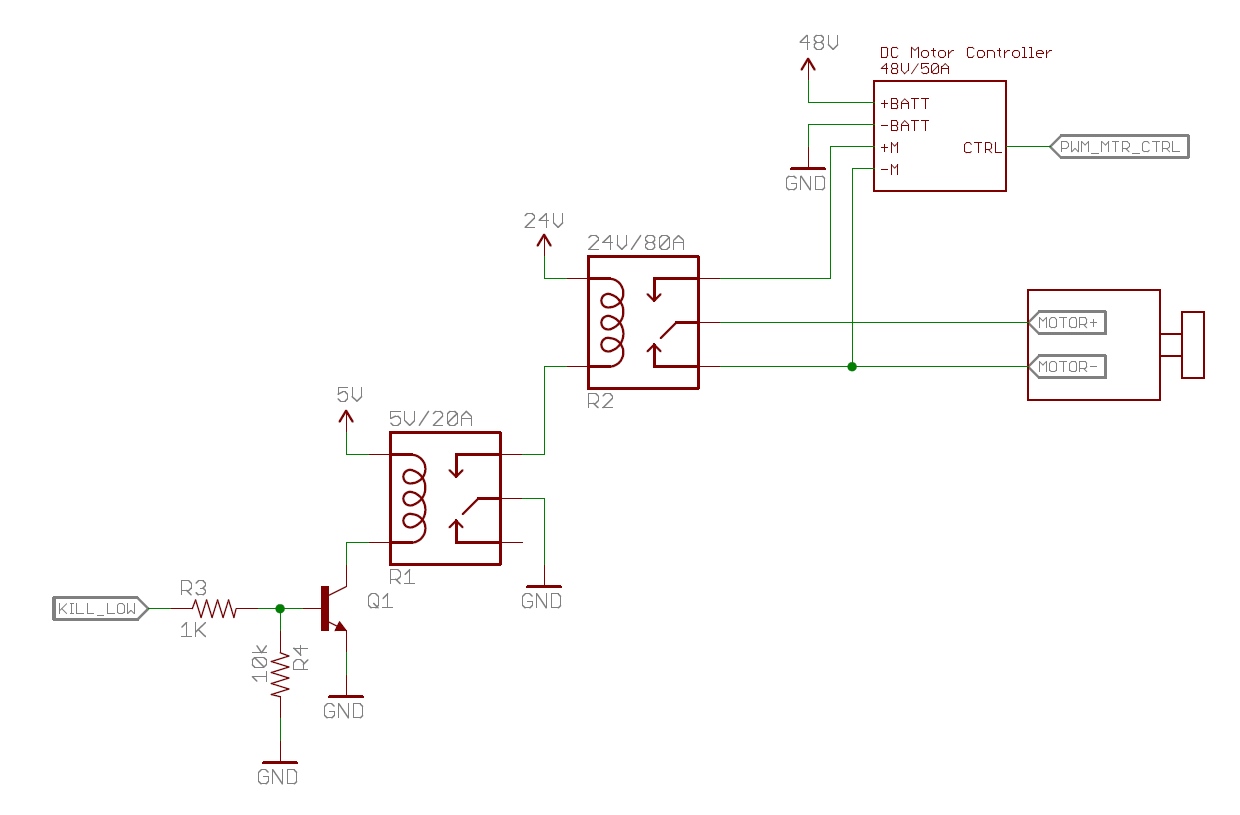 48V
DC Motor Controller
48V/50A
+BATT
-BATT
+M
-M
CTRL
PWM_MTR_CTRL
GND
24V
24V/80A
R2
MOTOR+
MOTOR-
5V
5V/20A
R1
GND
KILL_LOW
R3
1K
Q1
10k
R4
GND
GND